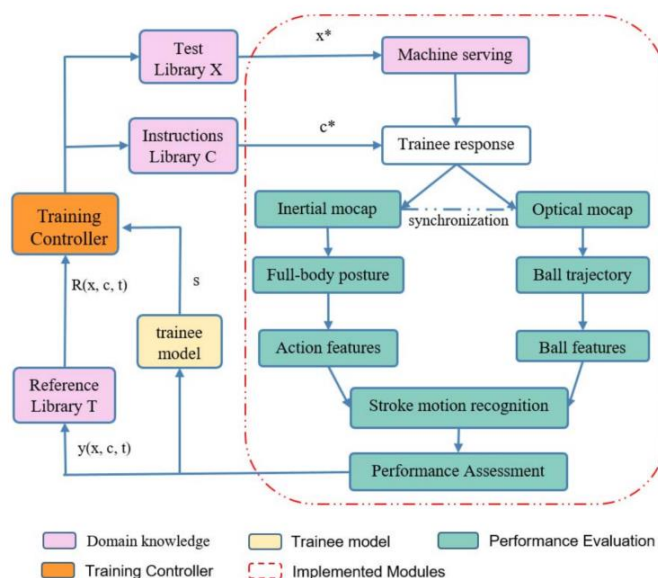 Test
Library X
x*
Machine serving
Instructions
Library C
c*
Trainee response
Training
Controller
Inertial mocap
synchronization
Optical mocap
R(x, c, t)
s
Full-body posture
Ball trajectory
trainee
model
Action features
Ball features
Reference
Library T
Stroke motion recognition
y(x, c, t)
Performance Assessment
Domain knowledge
Trainee model
Performance Evaluation
Training Controller
Implemented Modules